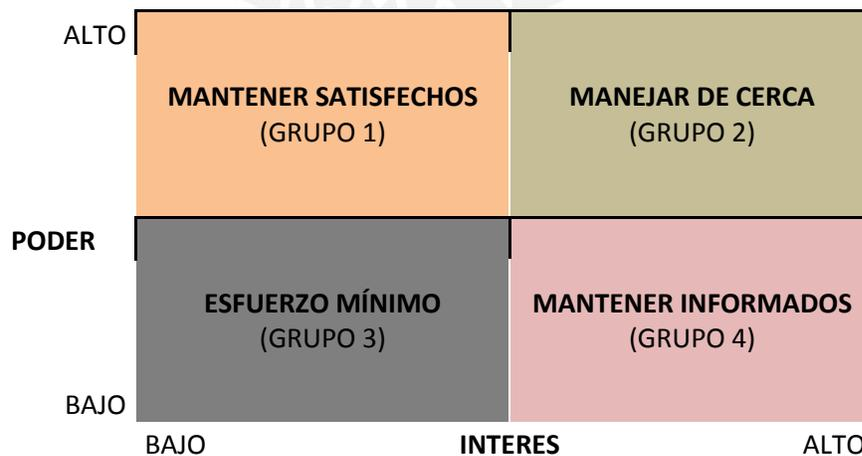 ALTO
MANTENER SATISFECHOS
(GRUPO 1)
MANEJAR DE CERCA
(GRUPO 2)
PODER
ESFUERZO MÍNIMO
(GRUPO 3)
MANTENER INFORMADOS
(GRUPO 4)
BAJO
BAJO
INTERES
ALTO